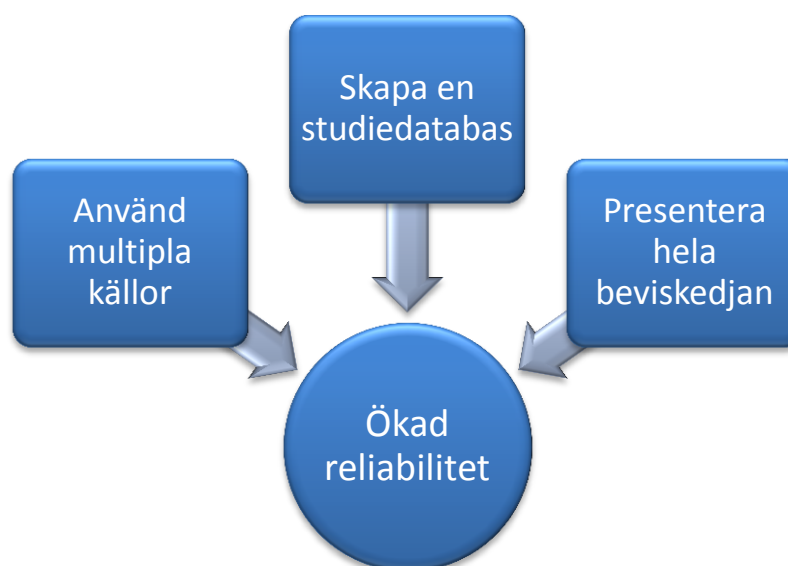 Använd
multipla
källor
Skapa en
studiedatabas
Presentera
hela
beviskedjan
Ökad
reliabilitet